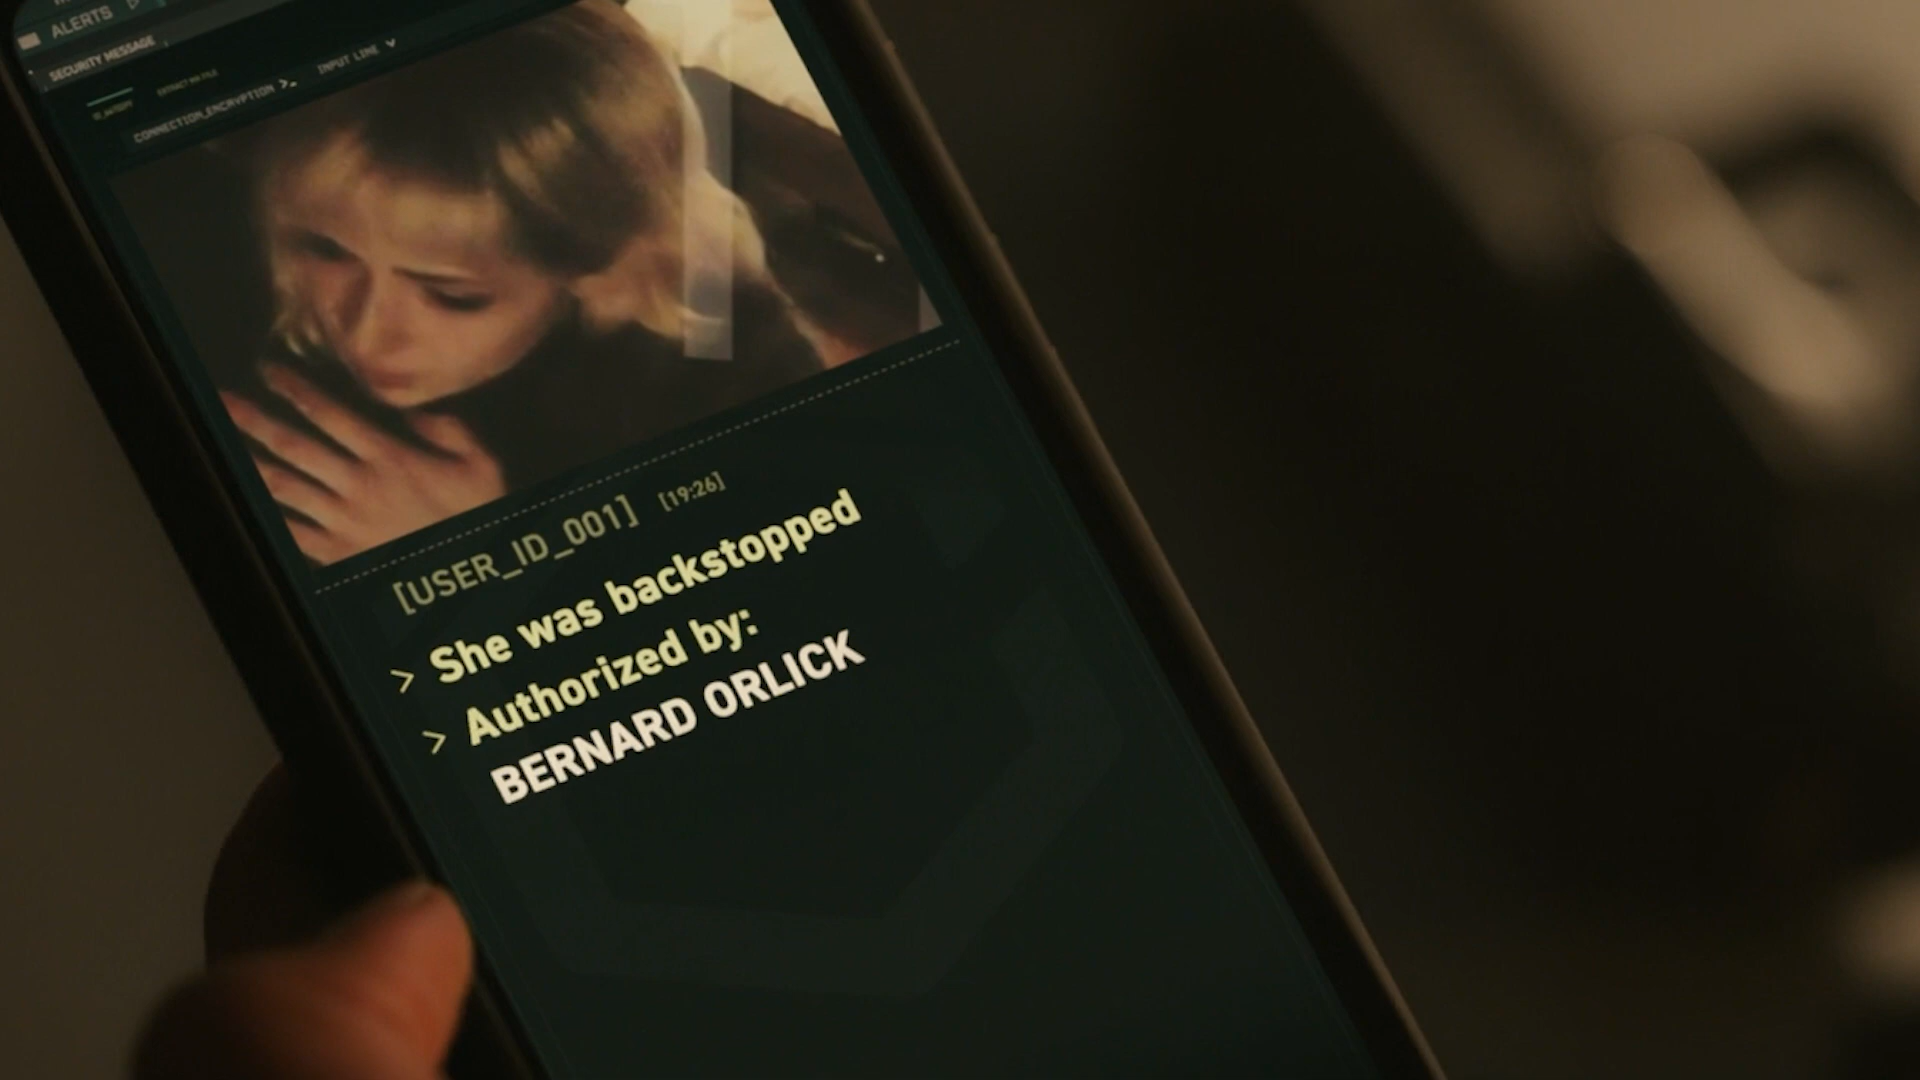 ALERTS
SECURITY MESSAGE
CONNECTION_ENCRYPTION >_ INPUT LINE
[USER_ID_001] [19:26]
> She was backstopped
> Authorized by:
BERNARD ORLICK